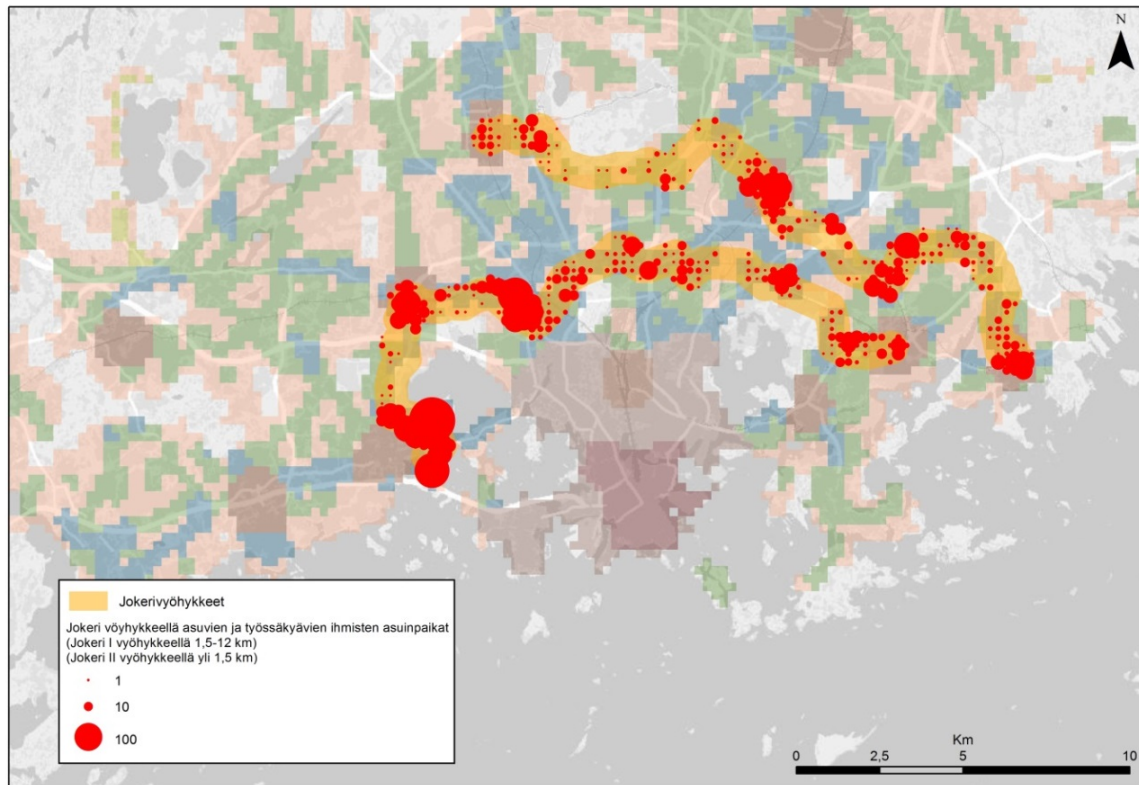 N
Jokerivyöhykkeet
Jokeri vöyhykkeellä asuvien ja työssäkäyvien ihmisten asuinpaikat
(Jokeri I vyöhykkeellä 1,5-12 km)
(Jokeri II vyöhykkeellä yli 1,5 km)
1
10
100
Km
0 2,5 5 10